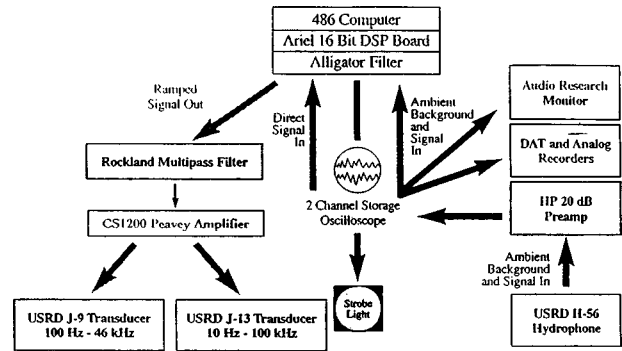 486 Computer
Ariel 16 Bit DSP Board
Alligator Filter
Ramped
Signal Out
Direct
Signal
In
Ambient
Background
and
Signal
In
Audio Research
Monitor
DAT and Analog
Recorders
Rockland Multipass Filter
HP 20 dB
Preamp
2 Channel Storage
Oscilloscope
CS1200 Peavey Amplifier
Ambient
Background
and Signal In
USRD J-9 Transducer
100 Hz - 46 kHz
USRD J-13 Transducer
10 Hz - 100 kHz
Strobe
Light
USRD H-56
Hydrophone